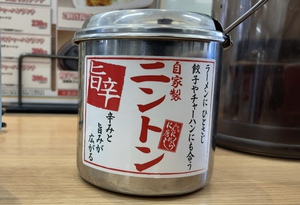 ラーメンにひとさじ
餃子やチャーハンにも合う
自家製
ニントン
旨辛
辛みと
旨みが
広がる